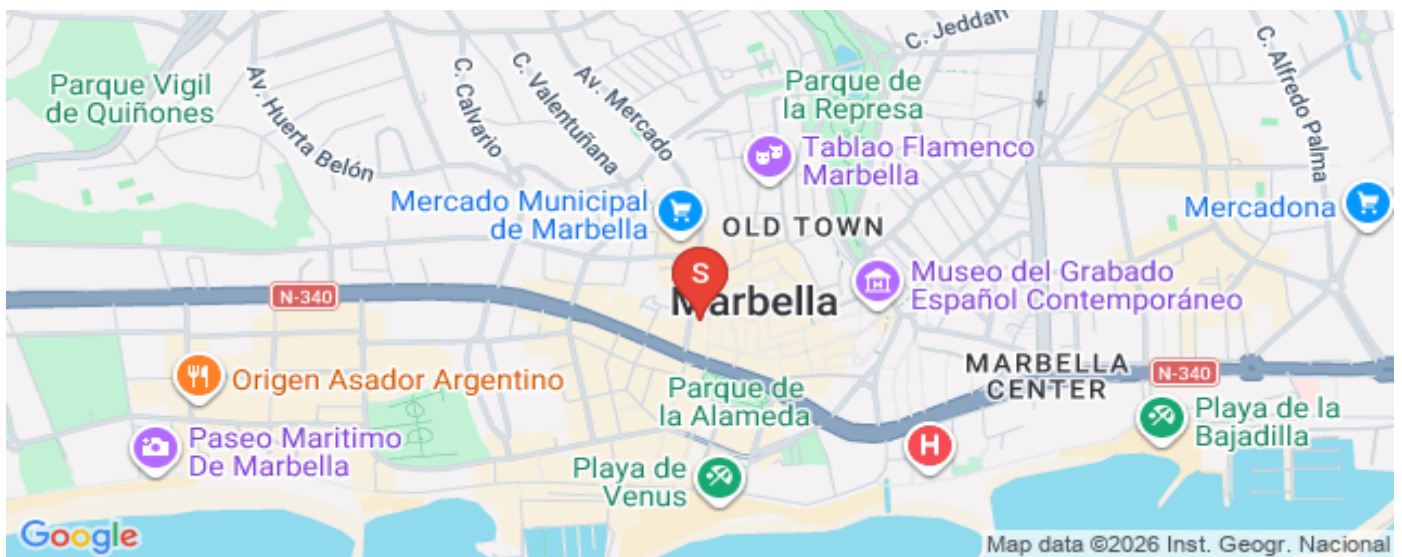 C. Jeddah
C. Alfredo Palma
Parque Vigil
de Quiñones
Av. Huerta Belón
C. Calvario
C. Valentuñana
Av. Mercado
Parque de
la Represa
Tablao Flamenco
Marbella
Mercado Municipal
de Marbella
OLD TOWN
Mercadona
S
Marbella
Museo del Grabado
Español Contemporáneo
N-340
Origen Asador Argentino
Parque de
la Alameda
MARBELLA
CENTER
N-340
Playa de la
Bajadilla
Paseo Maritimo
De Marbella
H
Playa de
Venus
Google
Map data ©2026 Inst. Geogr. Nacional